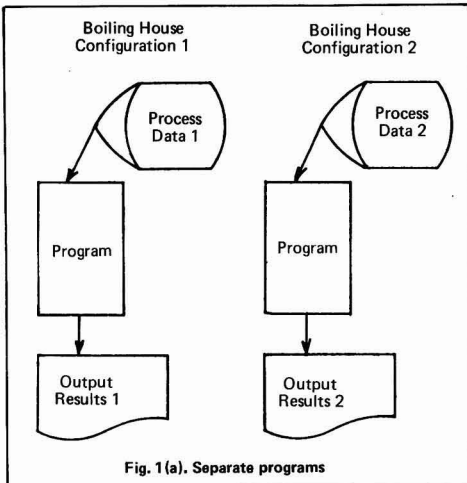 Boiling House
Configuration 1
Process
Data 1
Program
Output
Results 1
Boiling House
Configuration 2
Process
Data 2
Program
Output
Results 2
Fig. 1(a). Separate programs